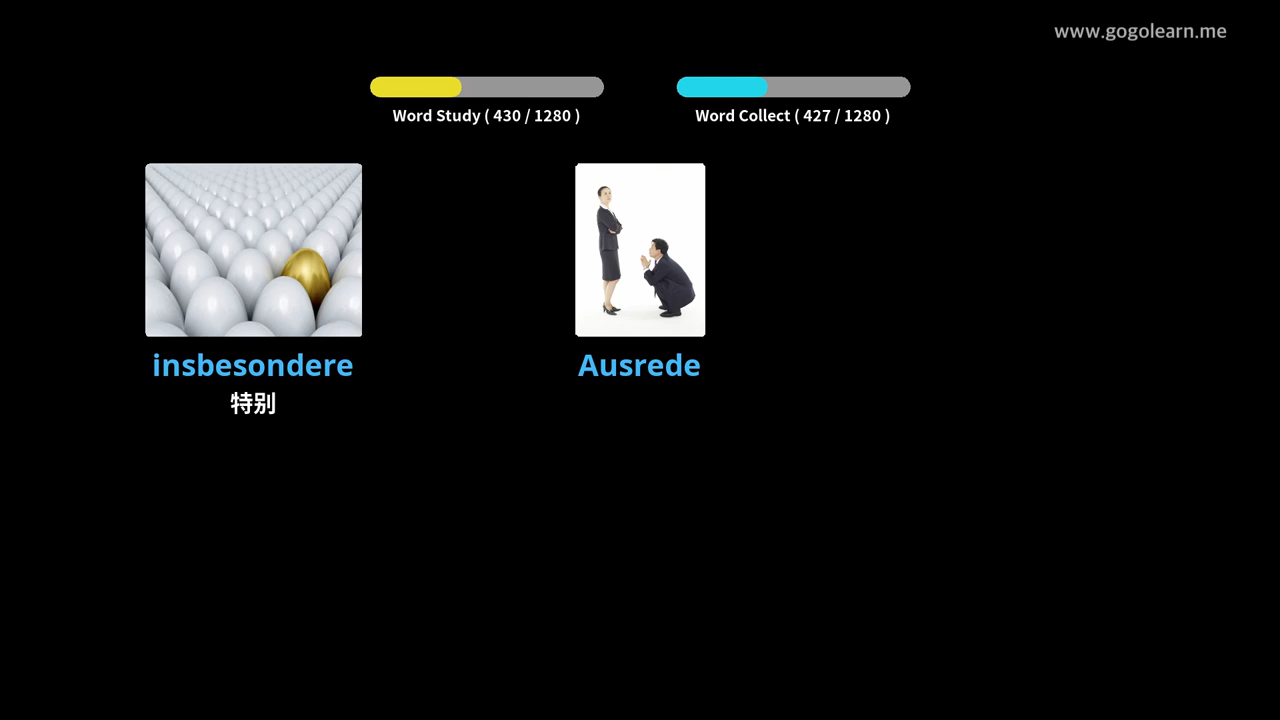 www.gogolearn.me
Word Study ( 430 / 1280 )
Word Collect ( 427 / 1280 )
insbesondere
特别
Ausrede